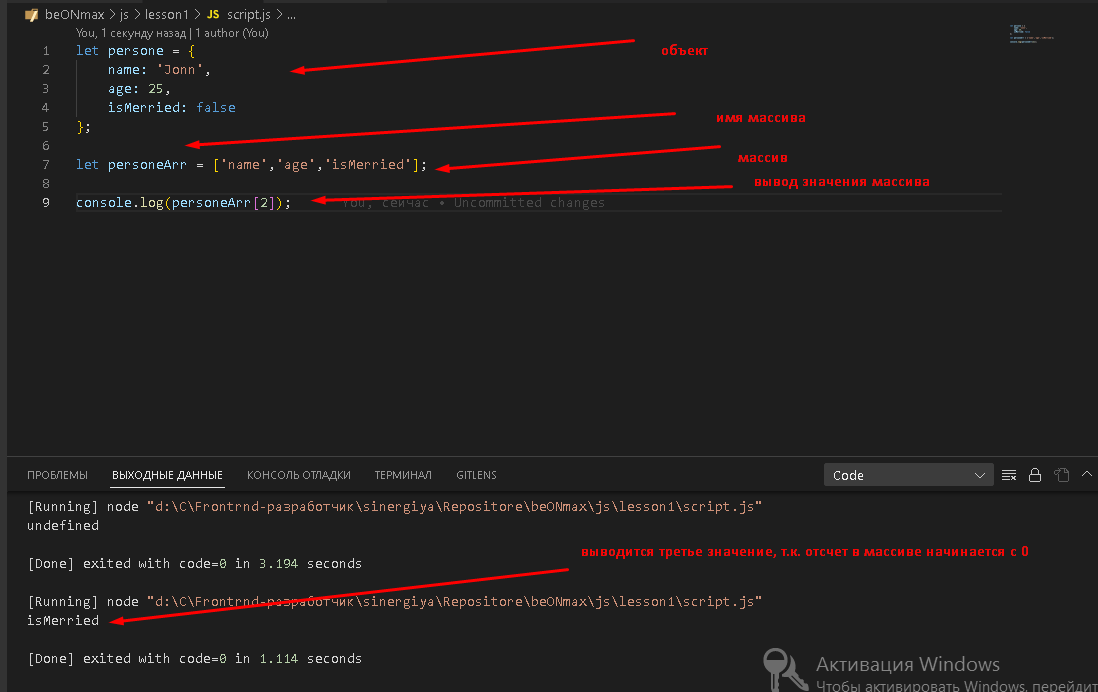 beONmax > js > lesson1 > JS script.js > ...
You, 1 секунду назад | 1 author (You)
1 let persone = {
объект
2 name: 'Jonn',
3 age: 25,
4 isMerried: false
имя массива
5 };
6
массив
7 let personeArr = ['name','age','isMerried'];
вывод значения массива
8
9 console.log(personeArr[2]); You, сейчас • Uncommitted changes
ПРОБЛЕМЫ ВЫХОДНЫЕ ДАННЫЕ КОНСОЛЬ ОТЛАДКИ ТЕРМИНАЛ GITLENS Code
[Running] node "d:\C\Frontrnd-разработчик\sinergiya\Repositore\beONmax\js\lesson1\script.js"
undefined
выводится третье значение, т.к. отсчет в массиве начинается с 0
[Done] exited with code=0 in 3.194 seconds
[Running] node "d:\C\Frontrnd-разработчик\sinergiya\Repositore\beONmax\js\lesson1\script.js"
isMerried
[Done] exited with code=0 in 1.114 seconds
Активация Windows
Чтобы активировать Windows, перейдит